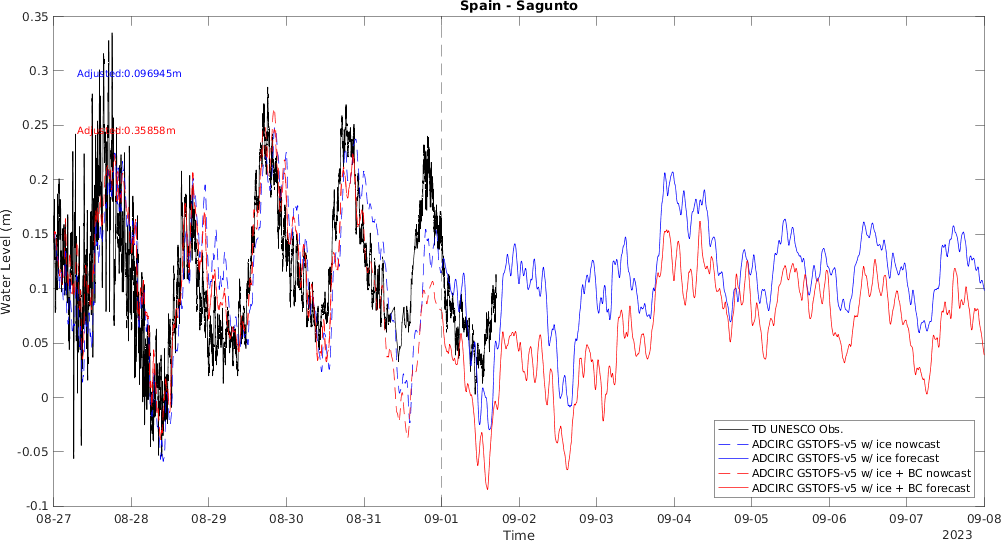 Spain - Sagunto
0.35
0.3
0.25
0.2
0.15
0.1
0.05
0
-0.05
-0.1
Water Level (m)
Adjusted:0.096945m
Adjusted:0.35858m
TD UNESCO Obs.
ADCIRC GSTOFS-v5 w/ ice nowcast
ADCIRC GSTOFS-v5 w/ ice forecast
ADCIRC GSTOFS-v5 w/ ice + BC nowcast
ADCIRC GSTOFS-v5 w/ ice + BC forecast
08-27 08-28 08-29 08-30 08-31 09-01 09-02 09-03 09-04 09-05 09-06 09-07 09-08
Time
2023